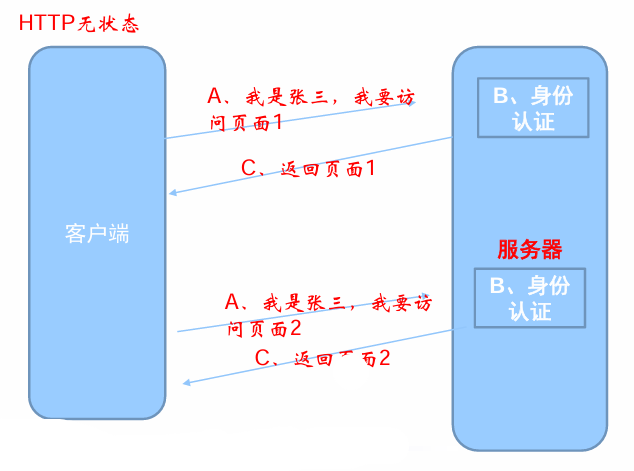 HTTP无状态
A、我是张三，我要访
问页面1
B、身份
认证
C、返回页面1
客户端
服务器
A、我是张三，我要访
问页面2
B、身份
认证
C、返回 面2